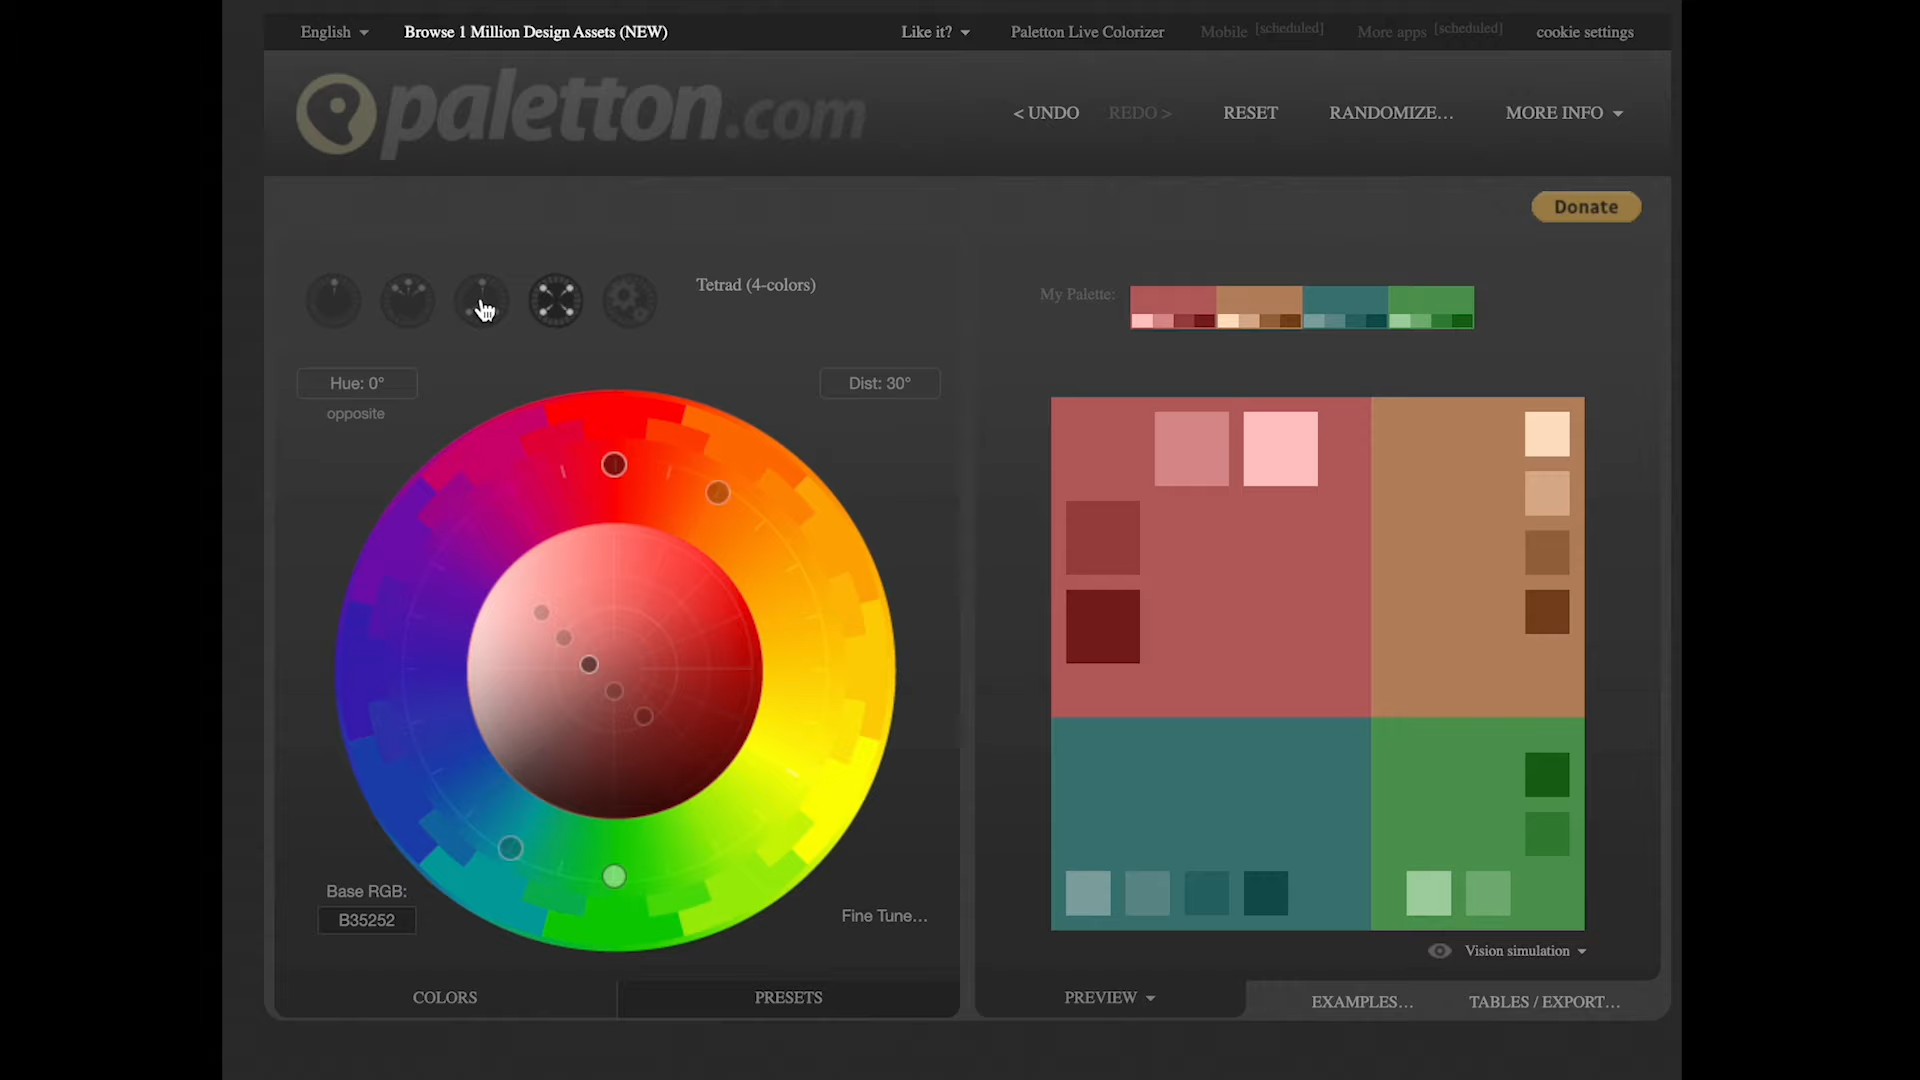 English
Browse 1 Million Design Assets (NEW)
Like it?
Paletton Live Colorizer
Mobile [scheduled]
More apps [scheduled]
cookie settings
paletton.com
< UNDO
REDO >
RESET
RANDOMIZE...
MORE INFO
Donate
Tetrad (4-colors)
My Palette:
Hue: 0°
opposite
Dist: 30°
Base RGB:
B35252
Fine Tune...
Vision simulation
COLORS
PRESETS
PREVIEW
EXAMPLES...
TABLES / EXPORT...